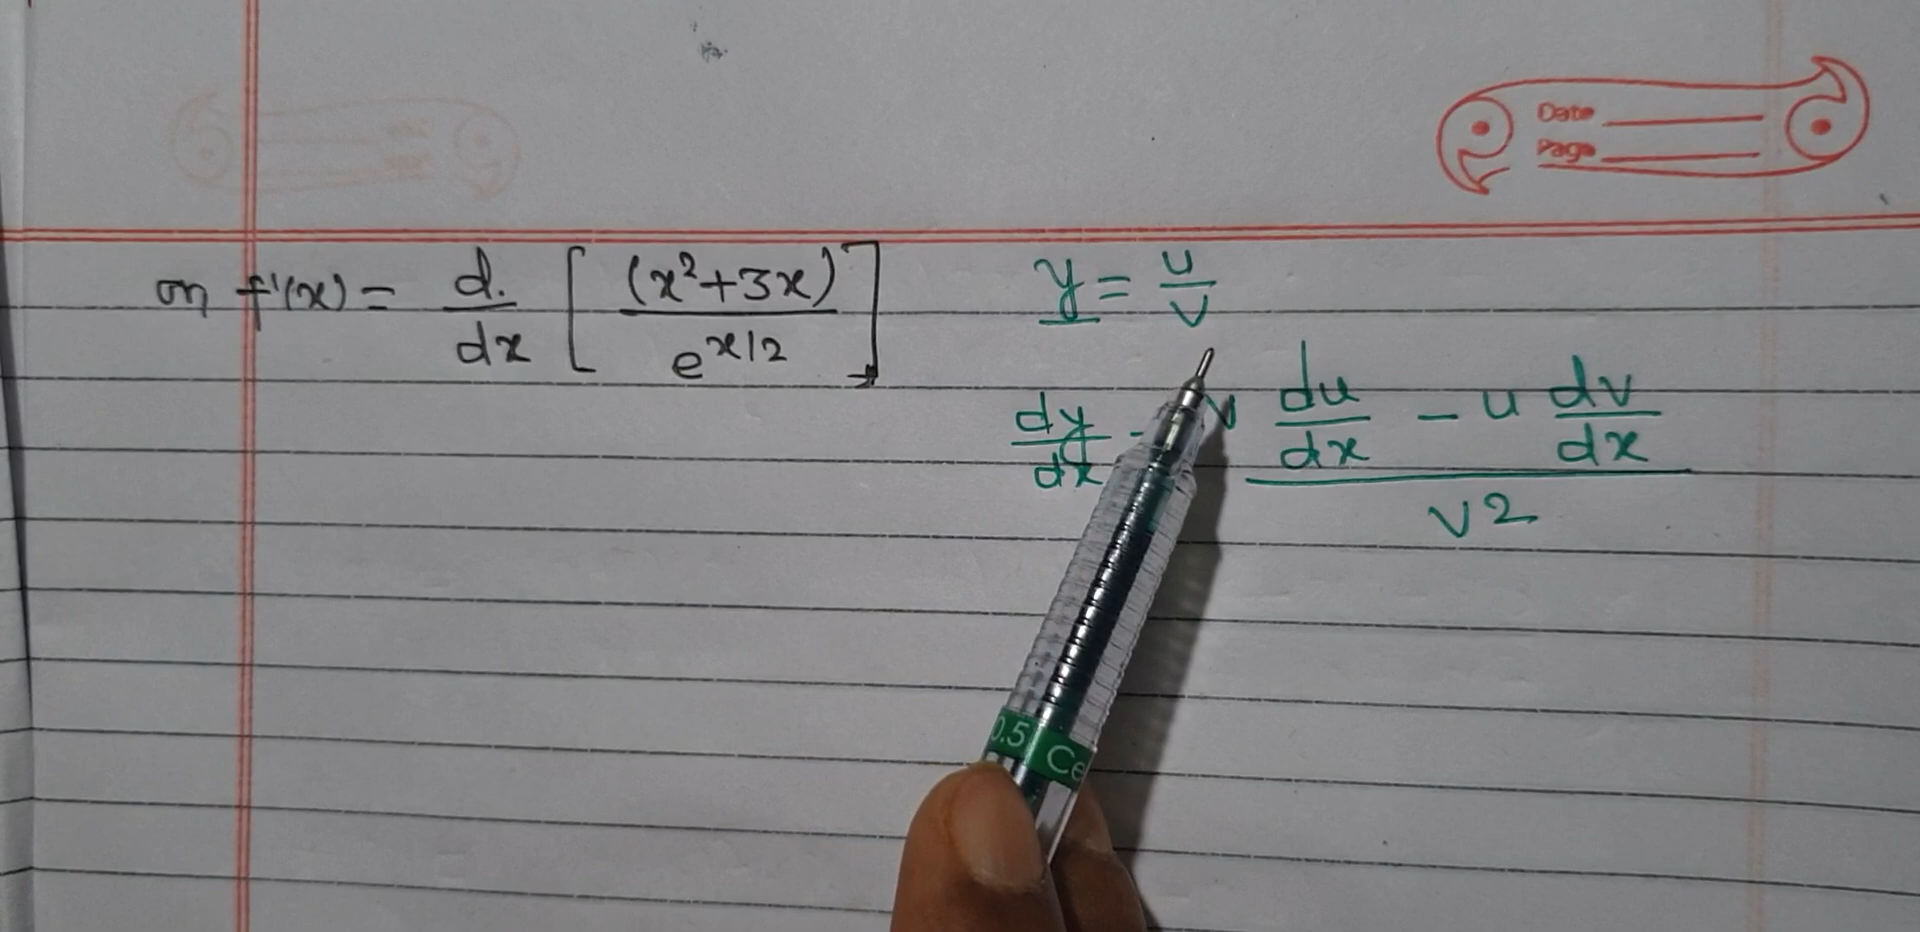 Date
Page
or f'(x) = d/dx [ (x²+3x) / e^x/2 ]
y = u/v
dy/dx = v du/dx - u dv/dx / v2
0.5 Ce